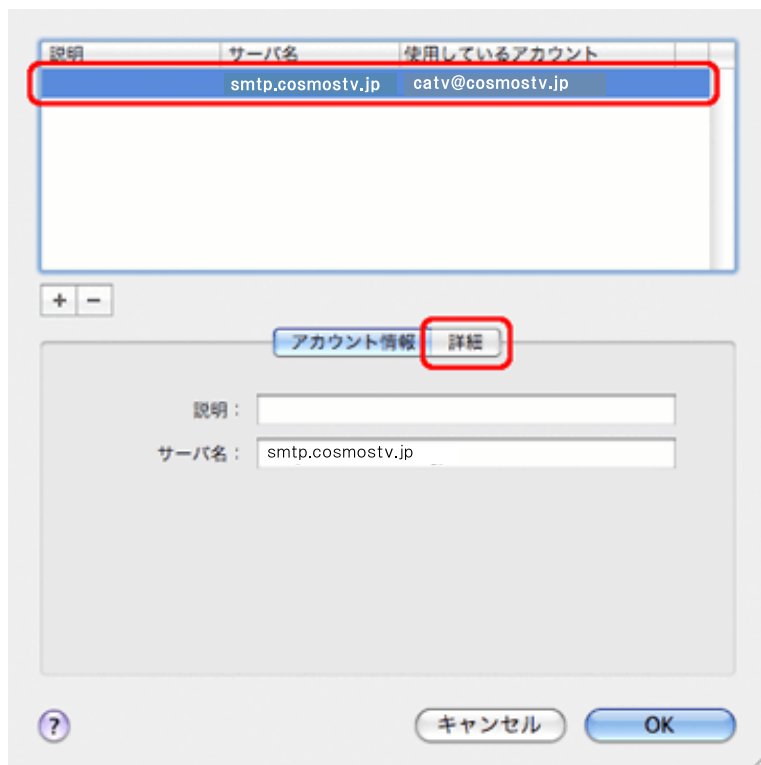 説明 サーバ名 使用しているアカウント
smtp.cosmostv.jp catv@cosmostv.jp
+ −
アカウント情報 詳細
説明：
サーバ名： smtp.cosmostv.jp
? キャンセル OK